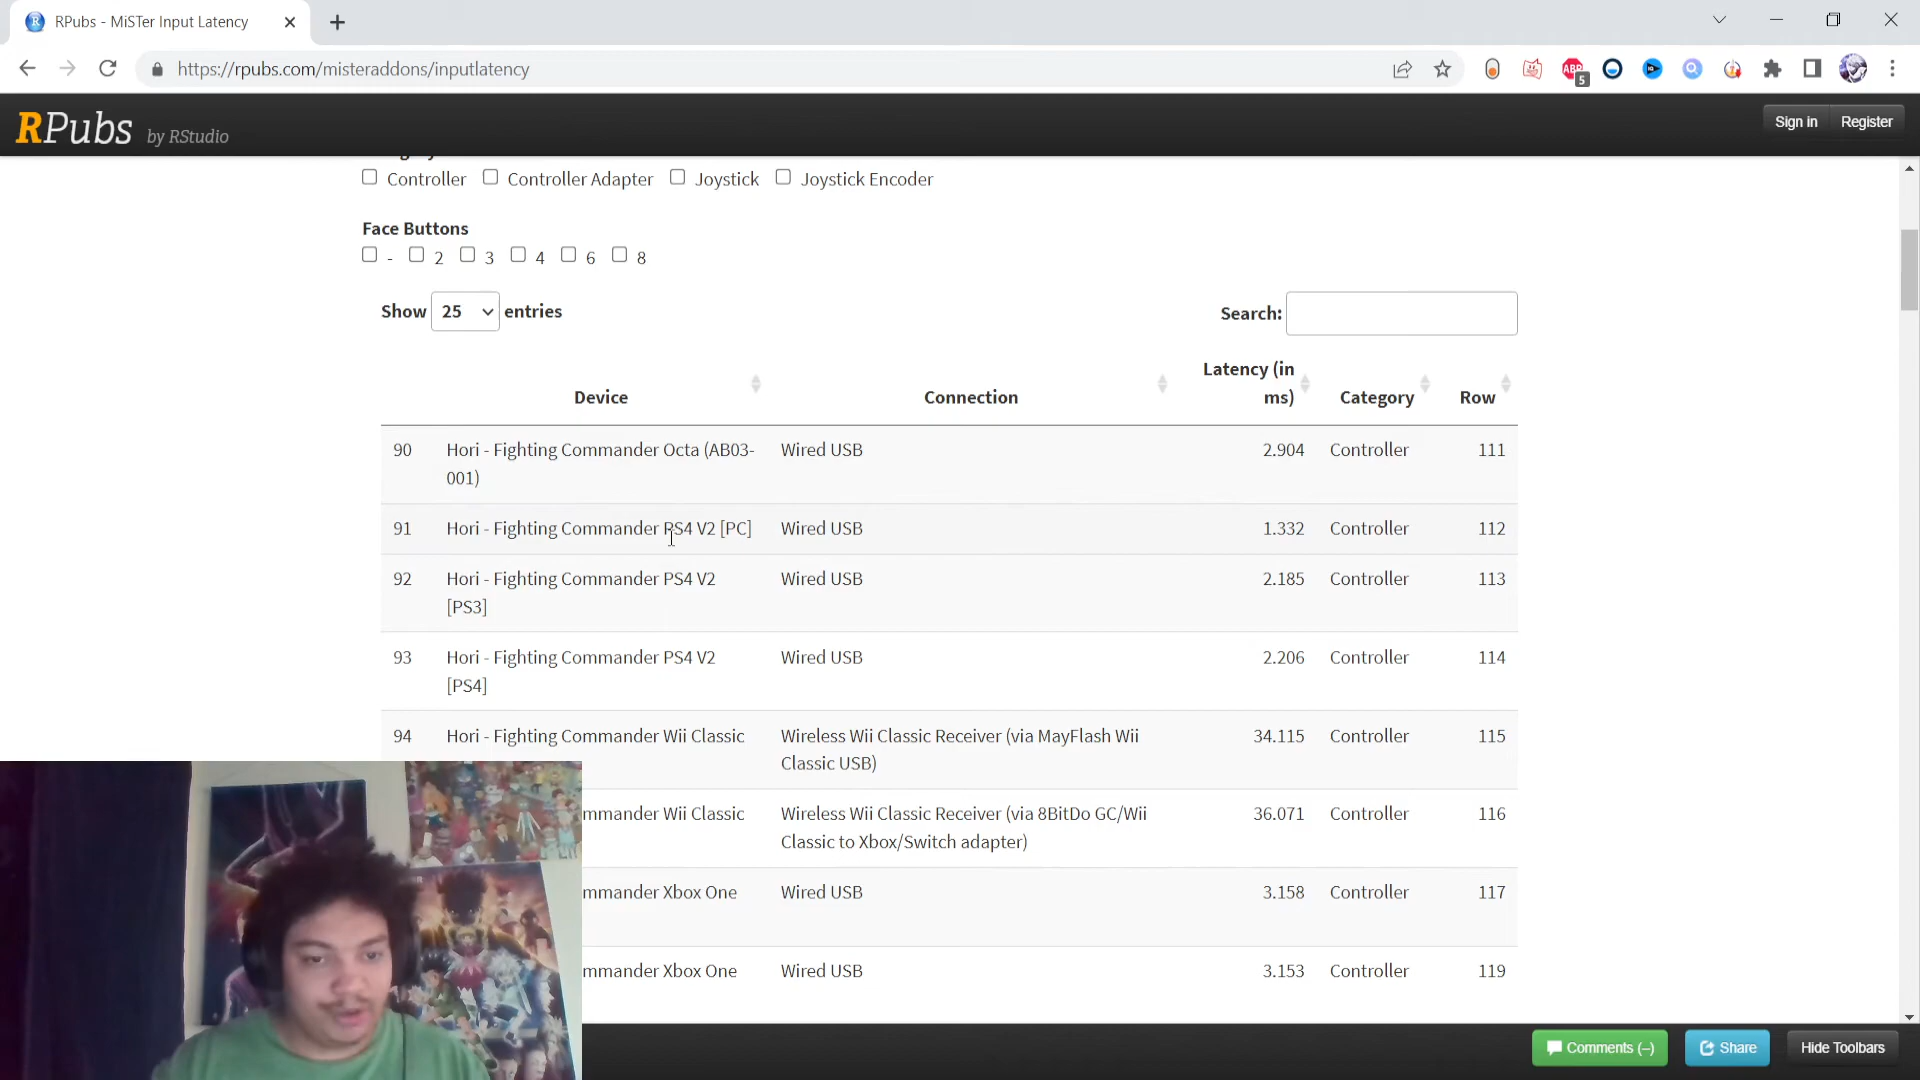 RPubs - MiSTer Input Latency
https://rpubs.com/misteraddons/inputlatency
ABP
5
RPubs by RStudio
Sign in Register
Controller Controller Adapter Joystick Joystick Encoder
Face Buttons
- 2 3 4 6 8
Show 25 entries
Search:
Device Connection Latency (in ms) Category Row
90 Hori - Fighting Commander Octa (AB03-001) Wired USB 2.904 Controller 111
91 Hori - Fighting Commander PS4 V2 [PC] Wired USB 1.332 Controller 112
92 Hori - Fighting Commander PS4 V2 [PS3] Wired USB 2.185 Controller 113
93 Hori - Fighting Commander PS4 V2 [PS4] Wired USB 2.206 Controller 114
94 Hori - Fighting Commander Wii Classic Wireless Wii Classic Receiver (via MayFlash Wii Classic USB) 34.115 Controller 115
mmander Wii Classic Wireless Wii Classic Receiver (via 8BitDo GC/Wii Classic to Xbox/Switch adapter) 36.071 Controller 116
mmander Xbox One Wired USB 3.158 Controller 117
mmander Xbox One Wired USB 3.153 Controller 119
Comments (–) Share Hide Toolbars